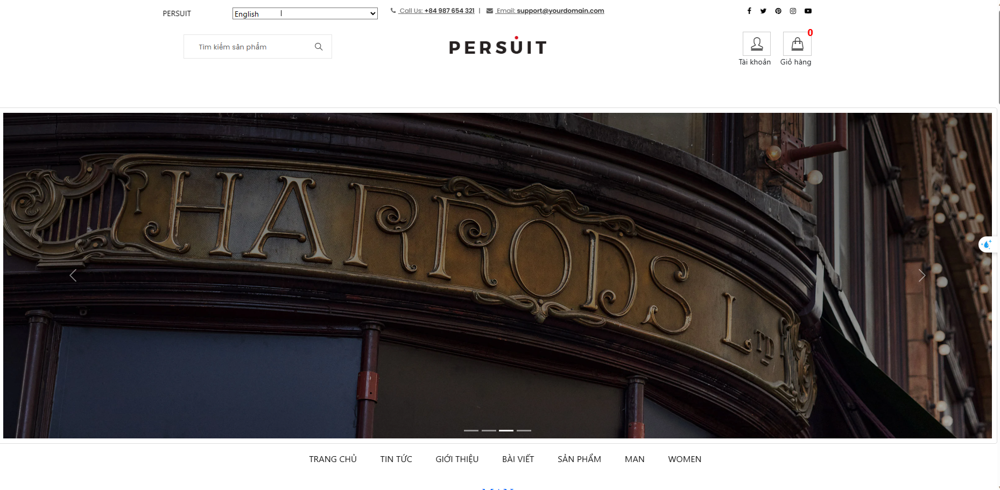 PERSUIT
English
Call Us: +84 987 654 321 | Email: support@yourdomain.com
Tìm kiếm sản phẩm
PERSUIT
0
Tài khoản
Giỏ hàng
HARRODS LTD
TRANG CHỦ
TIN TỨC
GIỚI THIỆU
BÀI VIẾT
SẢN PHẨM
MAN
WOMEN